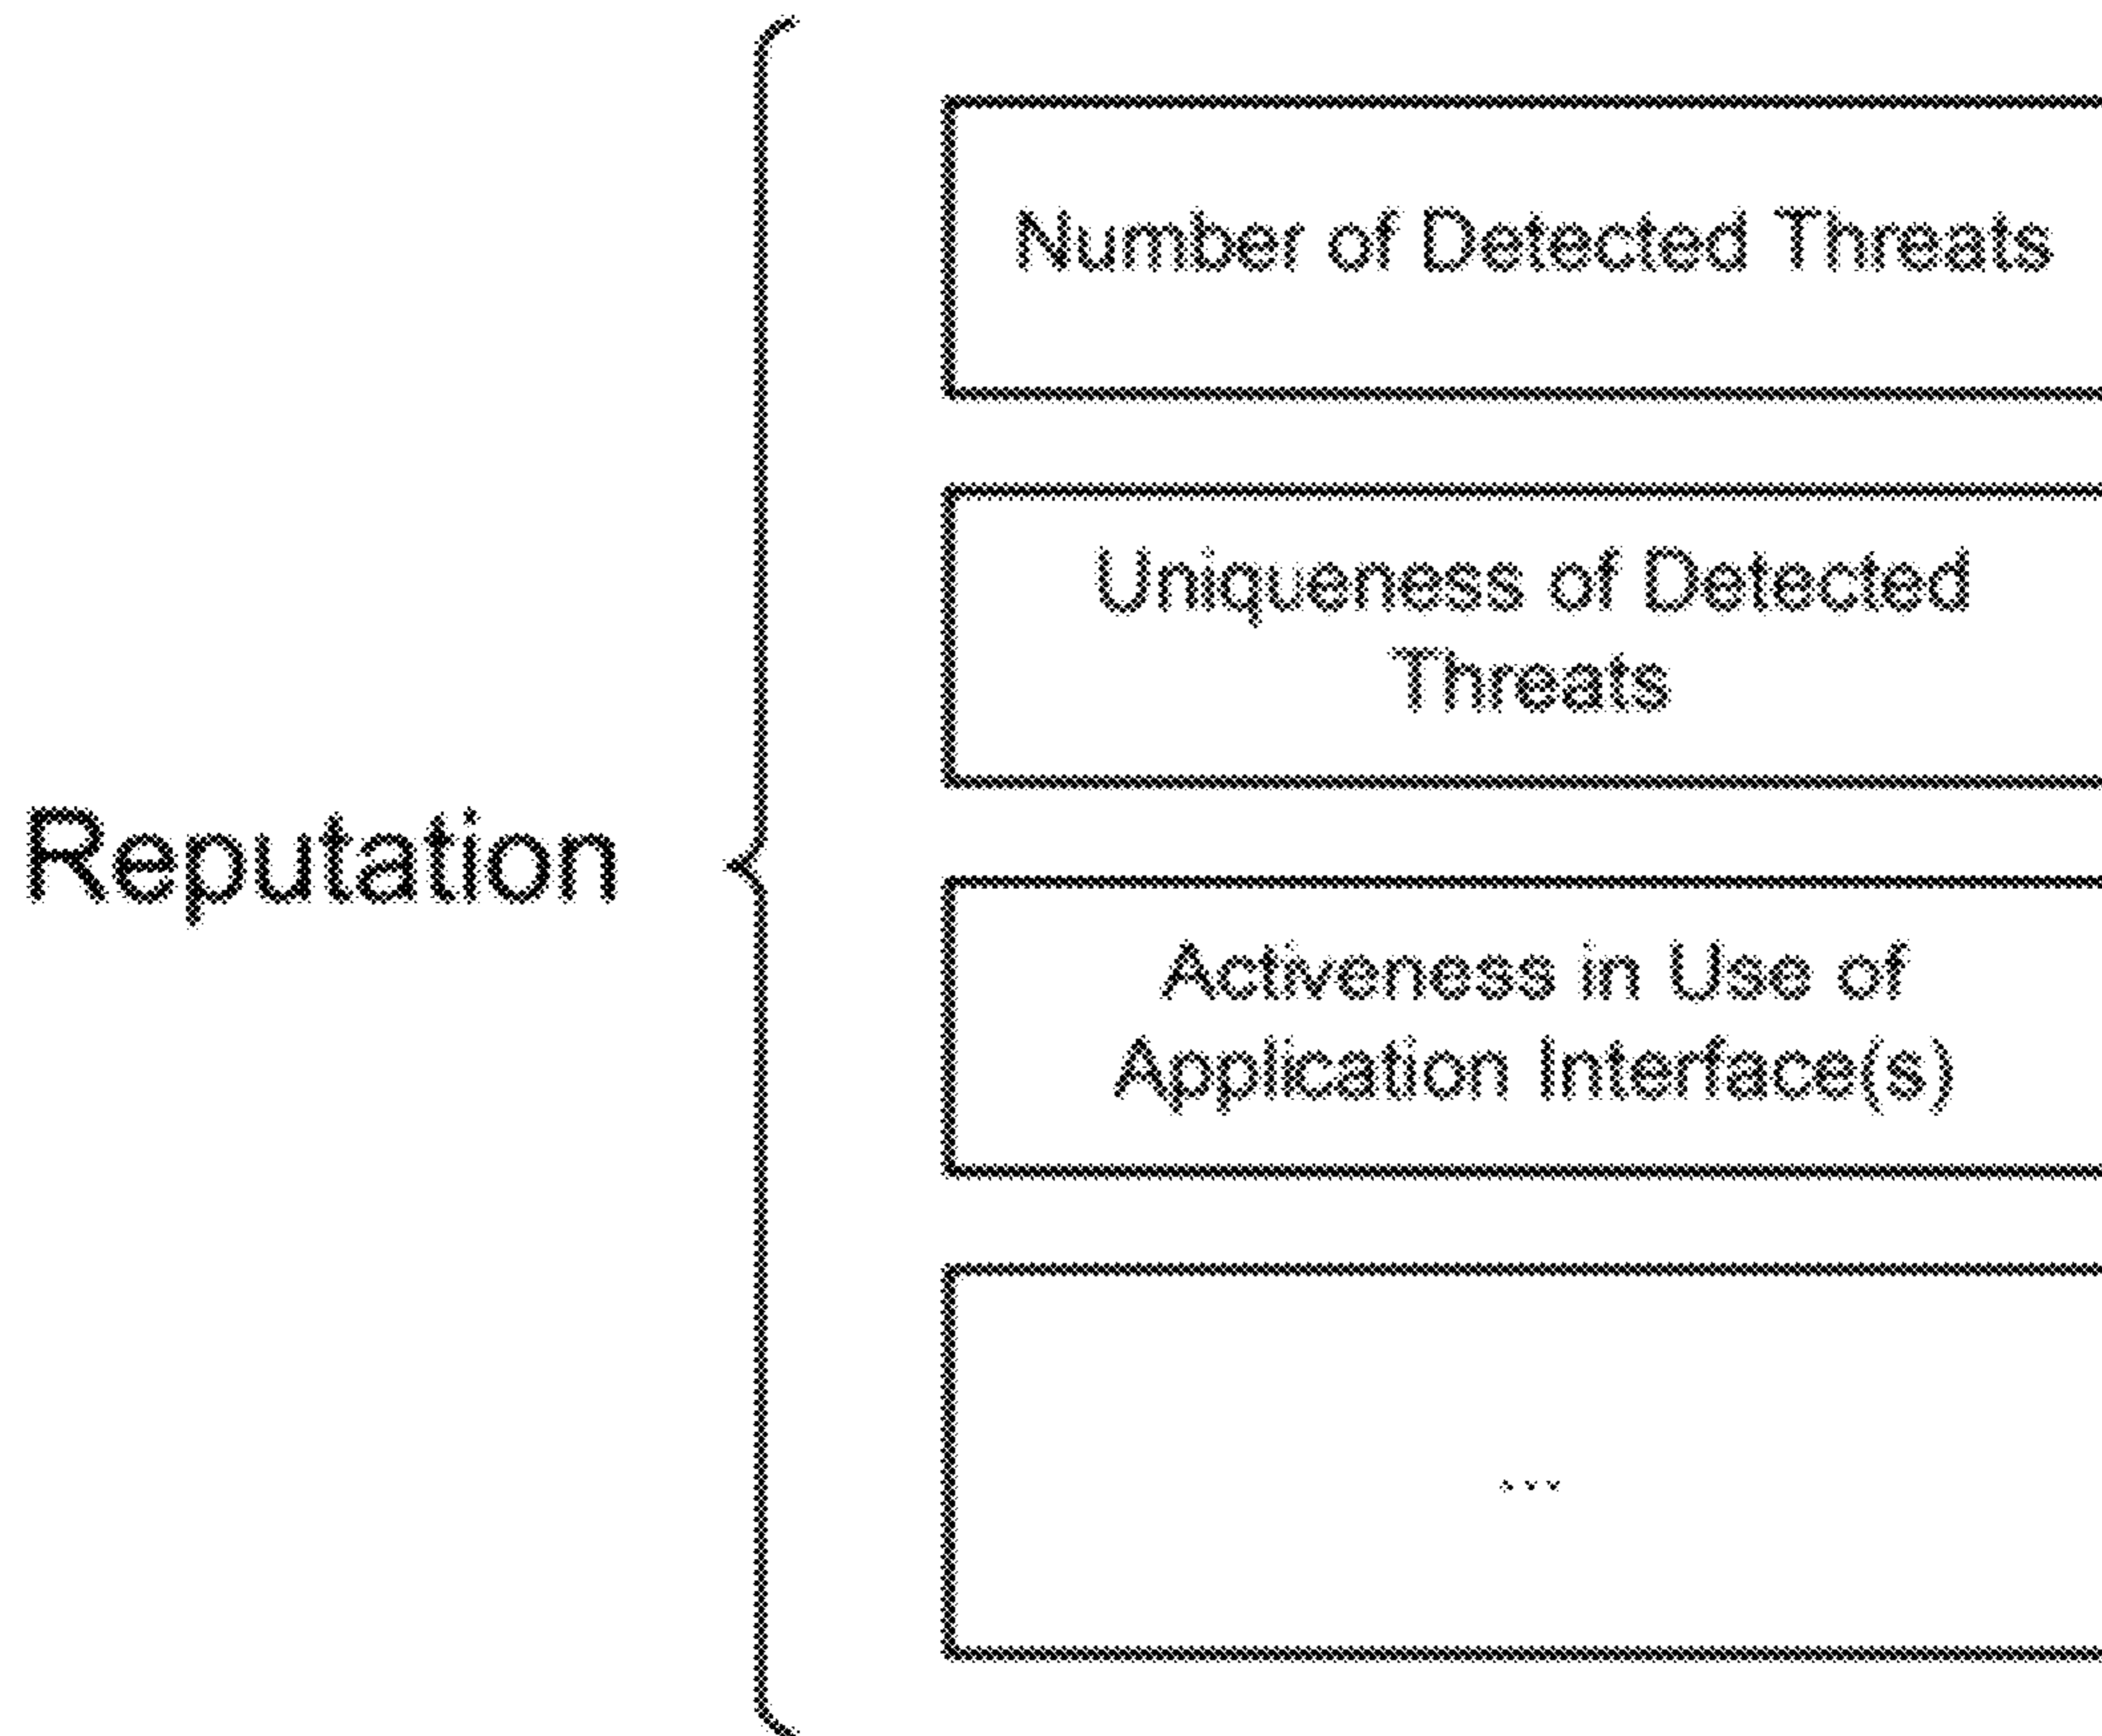 Number of Detected Threats
Uniqueness of Detected
Threats
Reputation
Activeness in Use of
Application Interface(s)
...